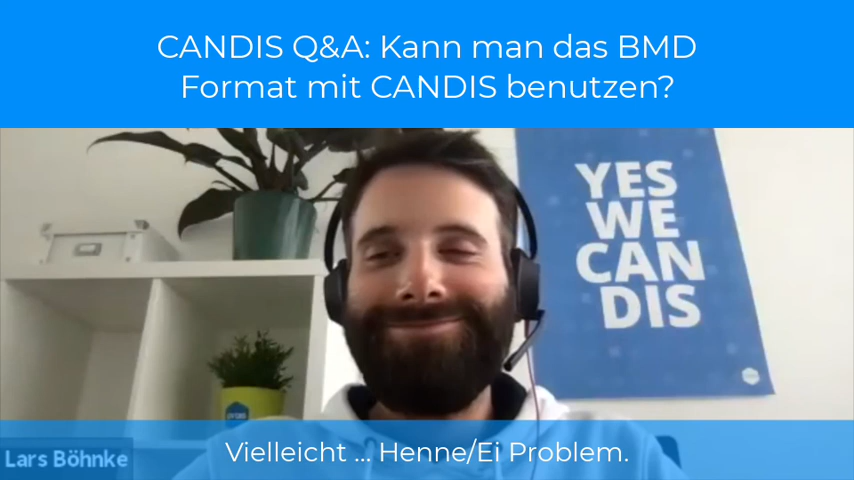 CANDIS Q&A: Kann man das BMD
Format mit CANDIS benutzen?
YES
WE
CAN
DIS
Lars Böhnke
Vielleicht ... Henne/Ei Problem.